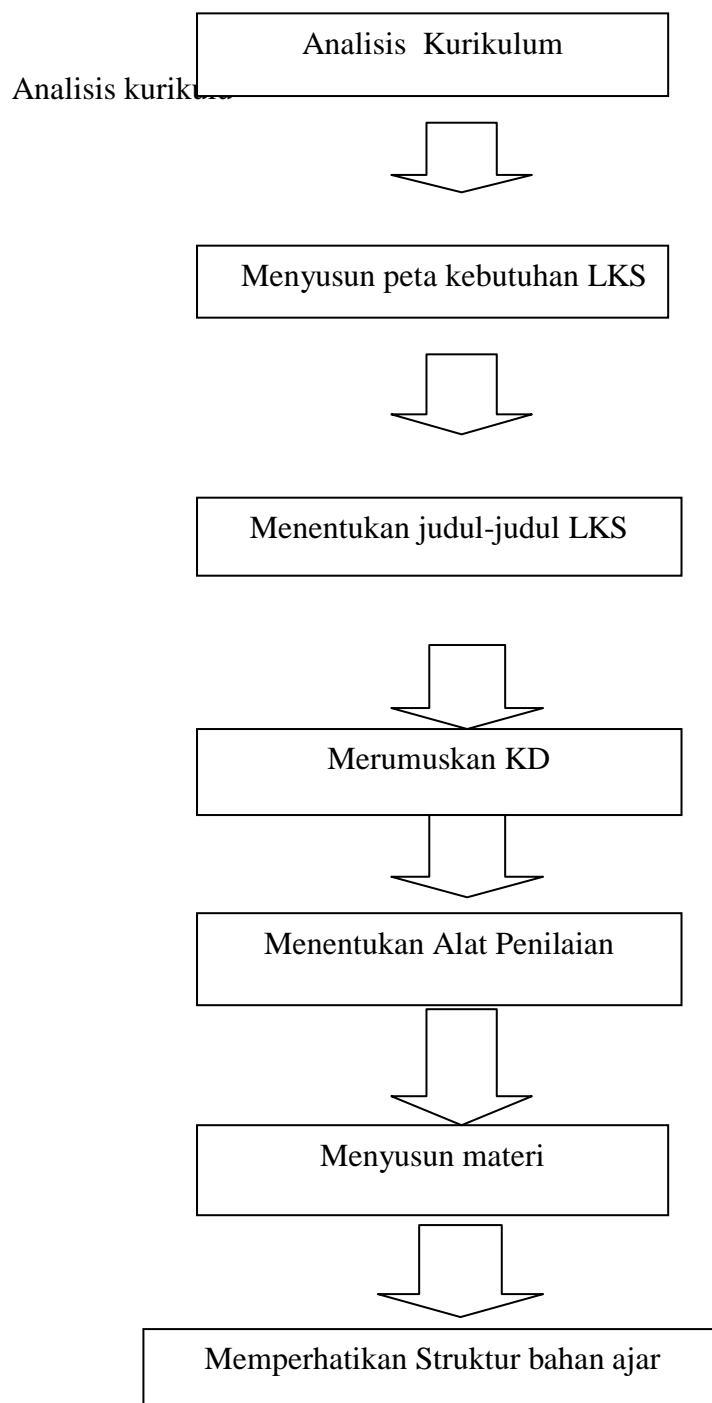 Analisis Kurikulum
Analisis kurikulu
Menyusun peta kebutuhan LKS
Menentukan judul-judul LKS
Merumuskan KD
Menentukan Alat Penilaian
Menyusun materi
Memperhatikan Struktur bahan ajar